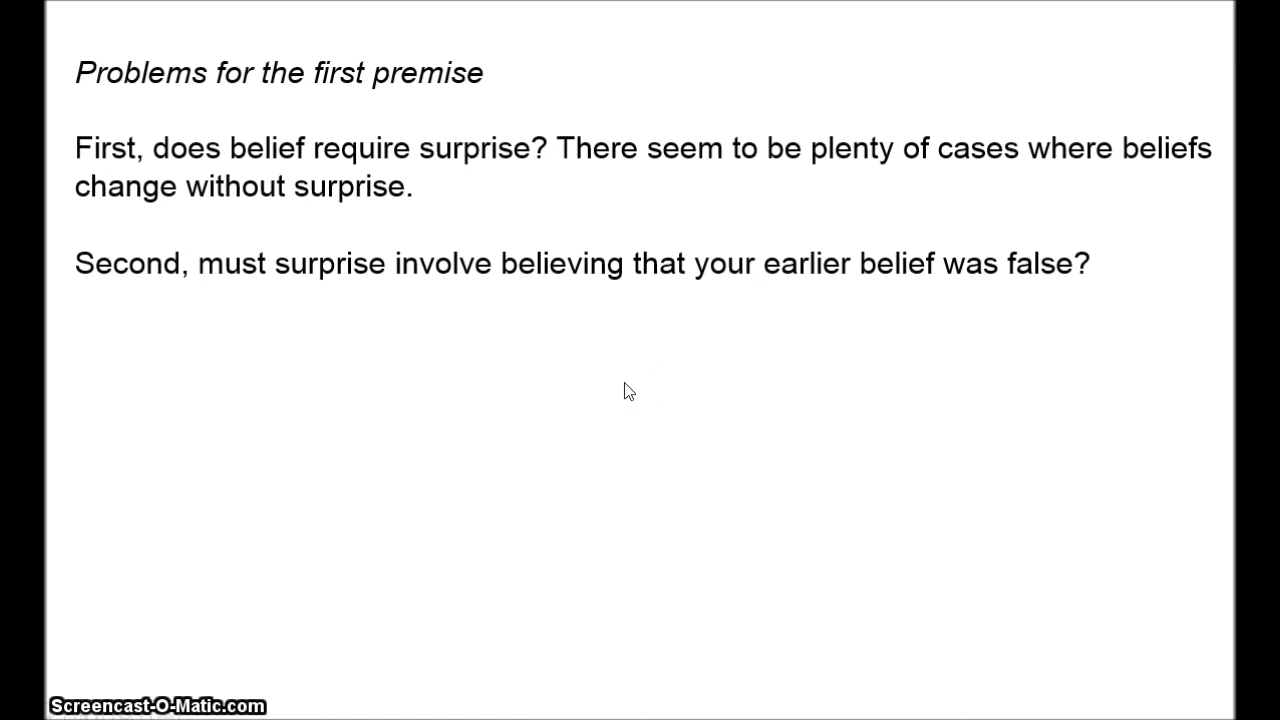 Problems for the first premise
First, does belief require surprise? There seem to be plenty of cases where beliefs
change without surprise.
Second, must surprise involve believing that your earlier belief was false?
Screencast-O-Matic.com